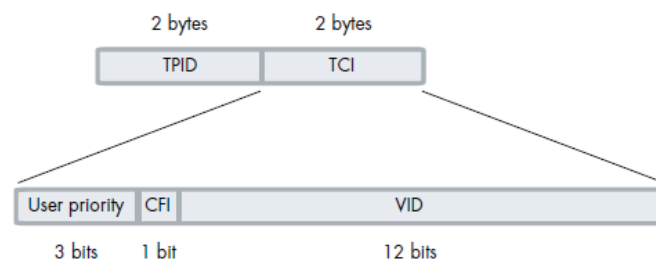 2 bytes 2 bytes
TPID TCI
User priority CFI VID
3 bits 1 bit 12 bits